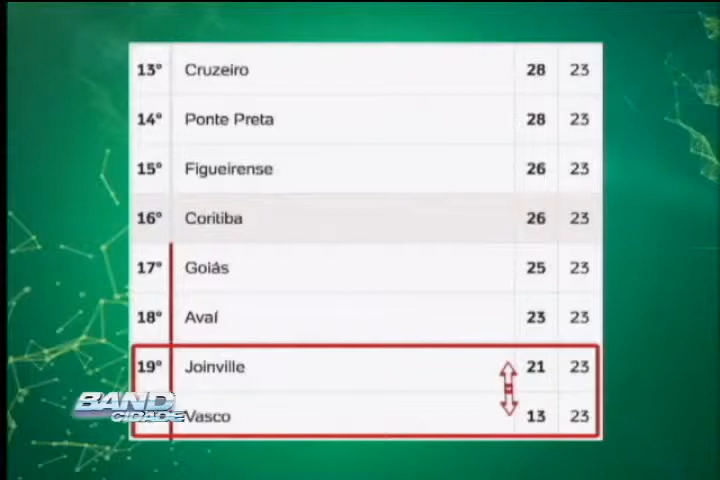 13º Cruzeiro 28 23
14º Ponte Preta 28 23
15º Figueirense 26 23
16º Coritiba 26 23
17º Goiás 25 23
18º Avaí 23 23
19º Joinville 21 23
Vasco 13 23
BAND
CIDADE